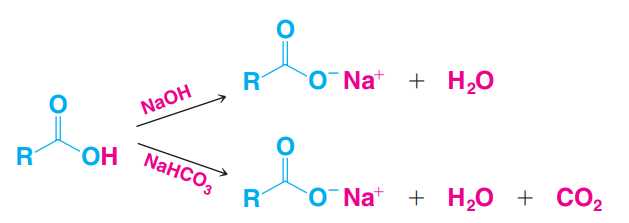 O
R O⁻ Na⁺ + H₂O
NaOH
O
R OH
NaHCO₃
O
R O⁻ Na⁺ + H₂O + CO₂